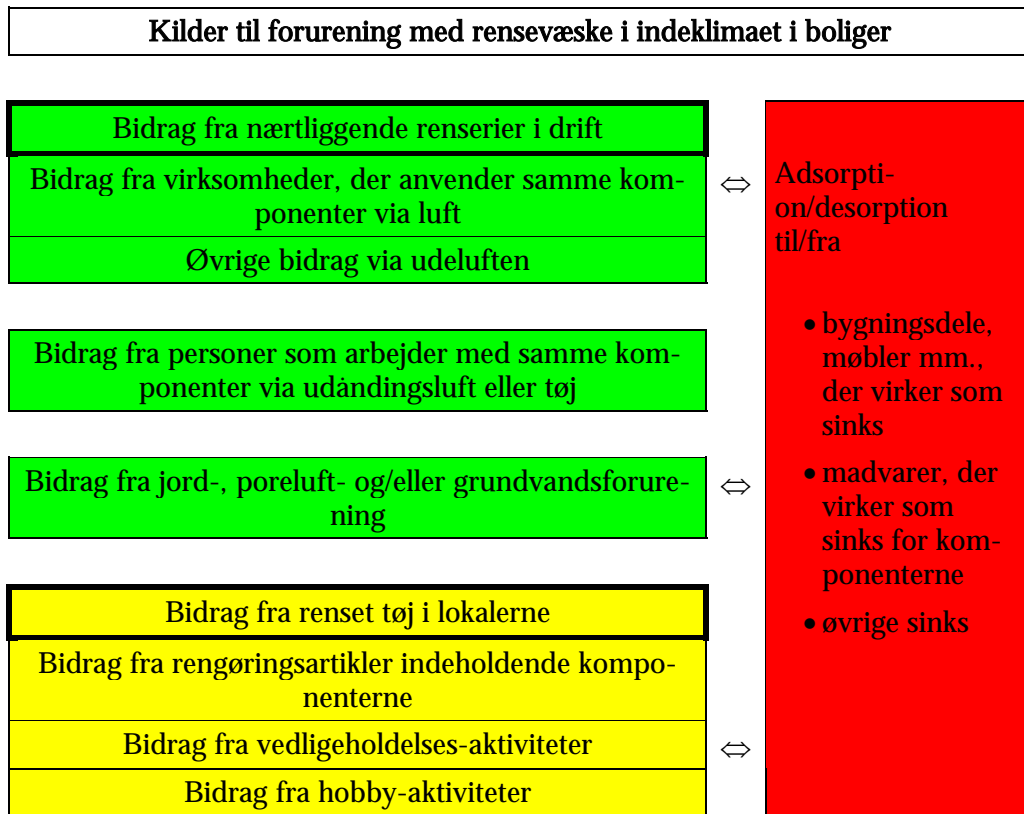 Kilder til forurening med rensevæske i indeklimaet i boliger
Bidrag fra nærtliggende renserier i drift
Bidrag fra virksomheder, der anvender samme kom-
ponenter via luft
Øvrige bidrag via udeluften
⇔
Bidrag fra personer som arbejder med samme kom-
ponenter via udåndingsluft eller tøj
Bidrag fra jord-, poreluft- og/eller grundvandsforure-
ning
⇔
Bidrag fra renset tøj i lokalerne
Bidrag fra rengøringsartikler indeholdende kompo-
nenterne
Bidrag fra vedligeholdelses-aktiviteter
⇔
Bidrag fra hobby-aktiviteter
Adsorpti-
on/desorption
til/fra
• bygningsdele,
møbler mm.,
der virker som
sinks
• madvarer, der
virker som
sinks for kom-
ponenterne
• øvrige sinks